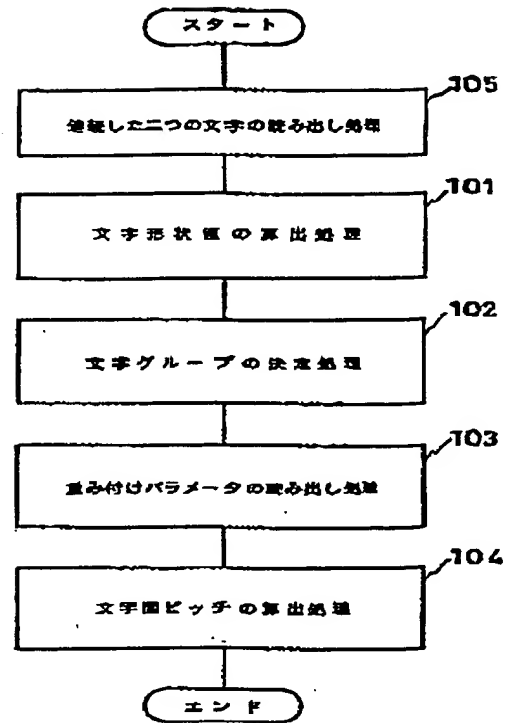 スタート
105
連続した二つの文字の読み出し処理
101
文字形状値の算出処理
102
文字グループの決定処理
103
重み付けパラメータの読み出し処理
104
文字間ピッチの算出処理
エンド